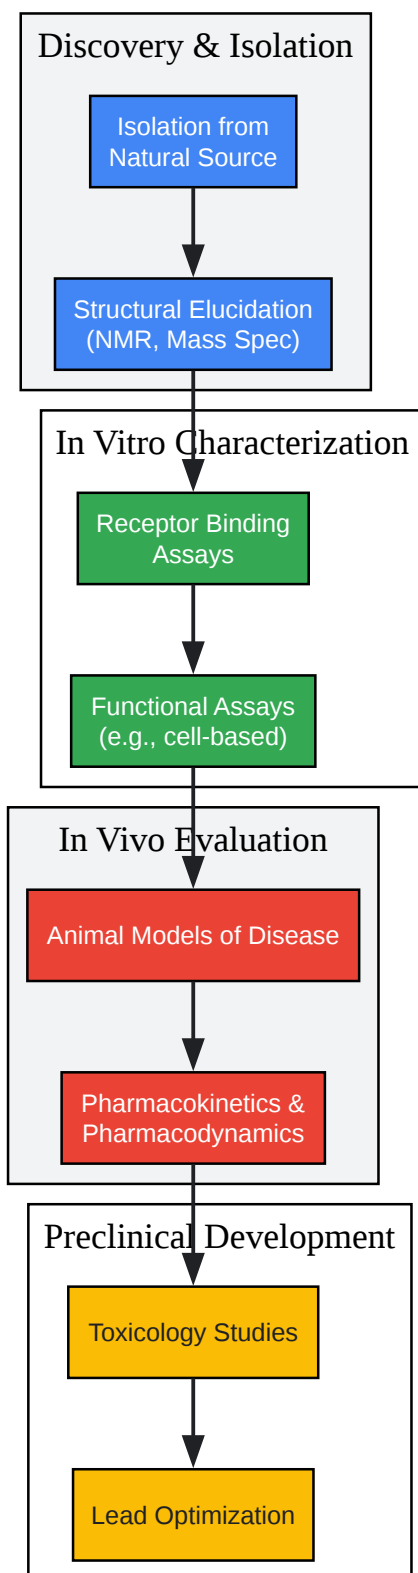 Discovery & Isolation
Isolation from
Natural Source
Structural Elucidation
(NMR, Mass Spec)
In Vitro Characterization
Receptor Binding
Assays
Functional Assays
(e.g., cell-based)
In Vivo Evaluation
Animal Models of Disease
Pharmacokinetics &
Pharmacodynamics
Preclinical Development
Toxicology Studies
Lead Optimization